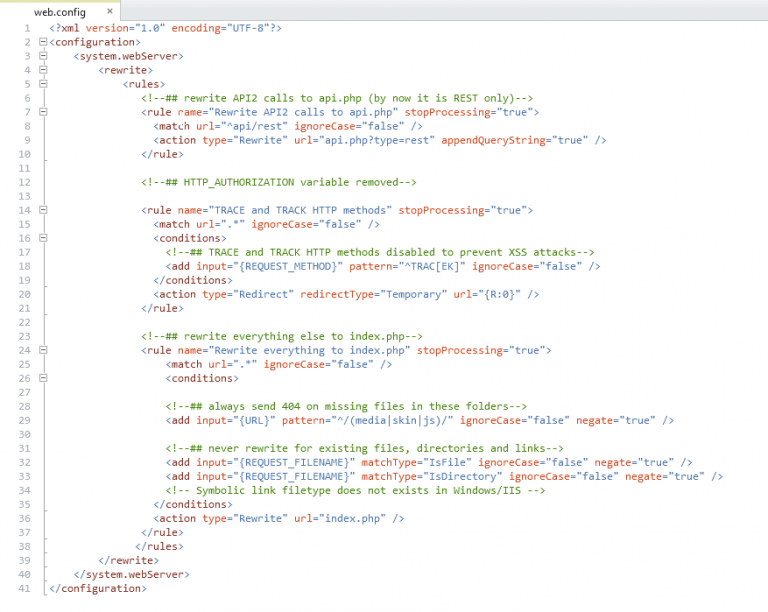 web.config ×
1 <?xml version="1.0" encoding="UTF-8"?>
2 <configuration>
3 <system.webServer>
4 <rewrite>
5 <rules>
6 <!--## rewrite API2 calls to api.php (by now it is REST only)-->
7 <rule name="Rewrite API2 calls to api.php" stopProcessing="true">
8 <match url="^api/rest" ignoreCase="false" />
9 <action type="Rewrite" url="api.php?type=rest" appendQueryString="true" />
10 </rule>
11
12 <!--## HTTP_AUTHORIZATION variable removed-->
13
14 <rule name="TRACE and TRACK HTTP methods" stopProcessing="true">
15 <match url=".*" ignoreCase="false" />
16 <conditions>
17 <!--## TRACE and TRACK HTTP methods disabled to prevent XSS attacks-->
18 <add input="{REQUEST_METHOD}" pattern="^TRAC[EK]" ignoreCase="false" />
19 </conditions>
20 <action type="Redirect" redirectType="Temporary" url="{R:0}" />
21 </rule>
22
23 <!--## rewrite everything else to index.php-->
24 <rule name="Rewrite everything to index.php" stopProcessing="true">
25 <match url=".*" ignoreCase="false" />
26 <conditions>
27
28 <!--## always send 404 on missing files in these folders-->
29 <add input="{URL}" pattern="^/(media|skin|js)/" ignoreCase="false" negate="true" />
30
31 <!--## never rewrite for existing files, directories and links-->
32 <add input="{REQUEST_FILENAME}" matchType="IsFile" ignoreCase="false" negate="true" />
33 <add input="{REQUEST_FILENAME}" matchType="IsDirectory" ignoreCase="false" negate="true" />
34 <!-- Symbolic link filetype does not exists in Windows/IIS -->
35 </conditions>
36 <action type="Rewrite" url="index.php" />
37 </rule>
38 </rules>
39 </rewrite>
40 </system.webServer>
41 </configuration>